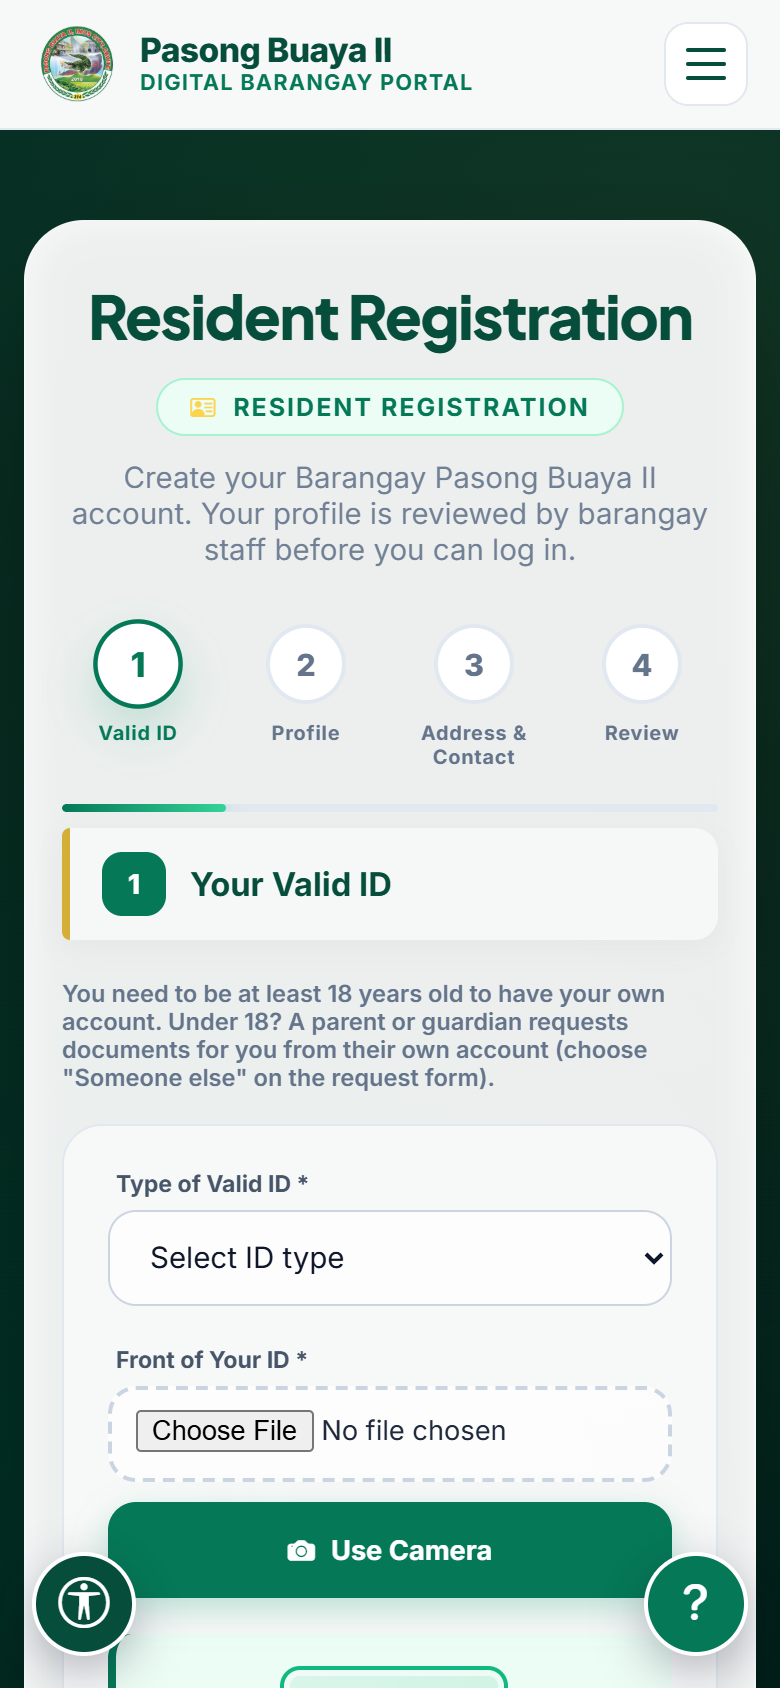 Pasong Buaya II
DIGITAL BARANGAY PORTAL
Resident Registration
RESIDENT REGISTRATION
Create your Barangay Pasong Buaya II
account. Your profile is reviewed by barangay
staff before you can log in.
1
2
3
4
Valid ID
Profile
Address &
Contact
Review
1
Your Valid ID
You need to be at least 18 years old to have your own
account. Under 18? A parent or guardian requests
documents for you from their own account (choose
"Someone else" on the request form).
Type of Valid ID *
Select ID type
Front of Your ID *
Choose File No file chosen
Use Camera
?